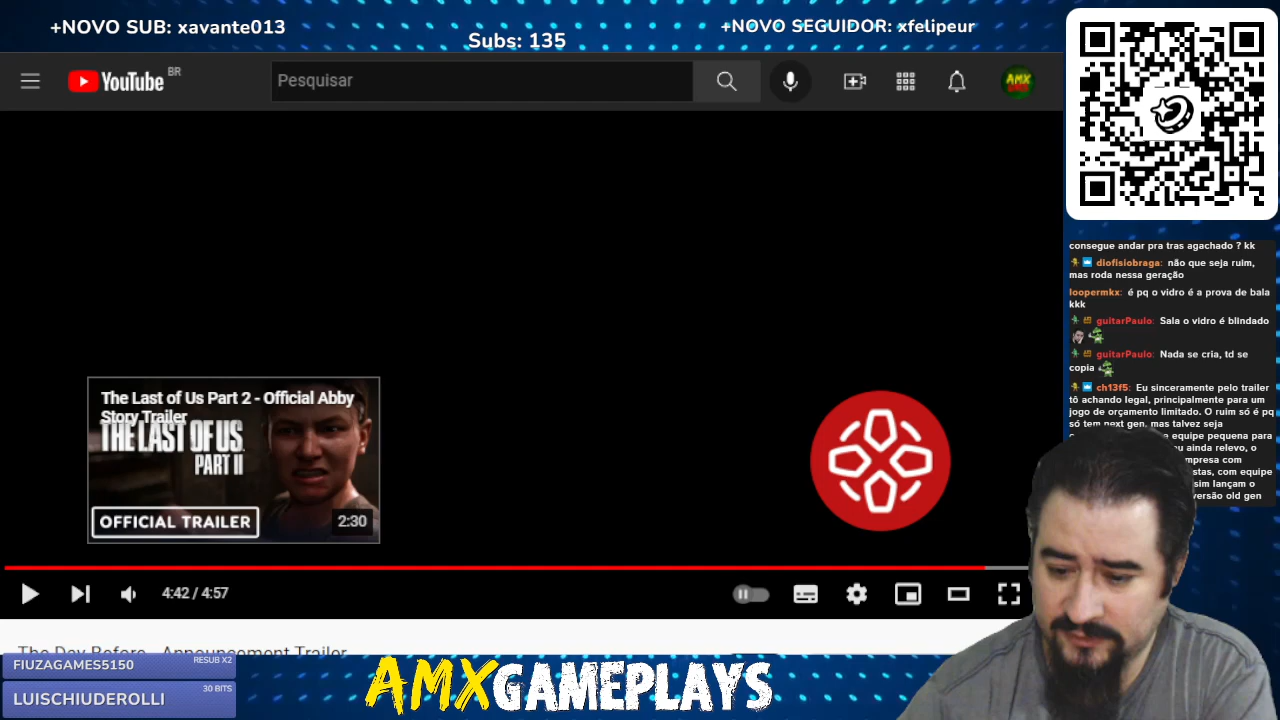 +NOVO SUB: xavante013
Subs: 135
+NOVO SEGUIDOR: xfelipeur
YouTube BR
Pesquisar
AMX
consegue andar pra tras agachado ? kk
diofisiobraga: não que seja ruim,
mas roda nessa geração
loopermkx: é pq o vidro é a prova de bala
kkk
guitarPaulo: Sala o vidro é blindado
guitarPaulo: Nada se cria, td se
copia
ch13f5: Eu sinceramente pelo trailer
tô achando legal, principalmente para um
jogo de orçamento limitado. O ruim só é pq
só tem next gen, mas talvez seja
equipe pequena para
ainda relevo, o
mpresa com
stas, com equipe
sim lançam o
versão old gen
The Last of Us Part 2 - Official Abby
Story Trailer
THE LAST OF US
PART II
OFFICIAL TRAILER
2:30
4:42 / 4:57
The Day Before - Announcement Trailer
FIUZAGAMES5150 RESUB X2
LUISCHIUDEROLLI 30 BITS
AMXGAMEPLAYS